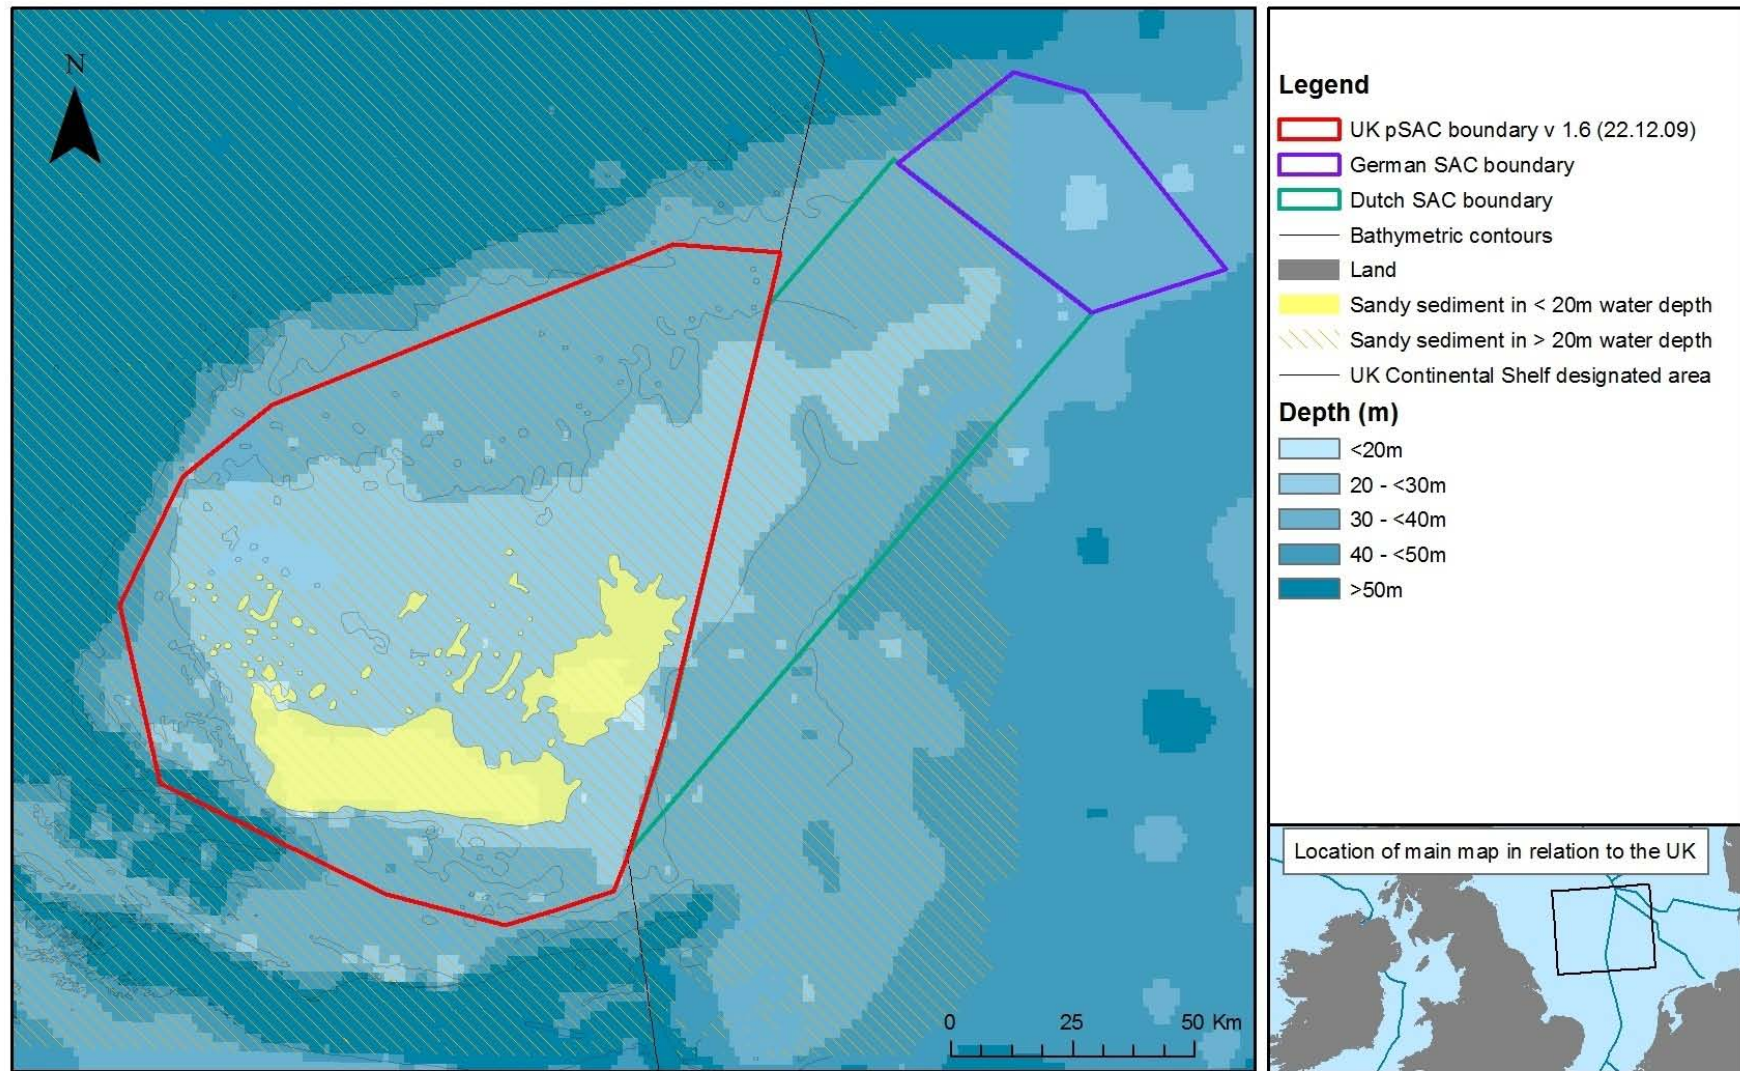 N
0 25 50 Km
Legend
UK pSAC boundary v 1.6 (22.12.09)
German SAC boundary
Dutch SAC boundary
Bathymetric contours
Land
Sandy sediment in < 20m water depth
Sandy sediment in > 20m water depth
UK Continental Shelf designated area
Depth (m)
<20m
20 - <30m
30 - <40m
40 - <50m
>50m
Location of main map in relation to the UK